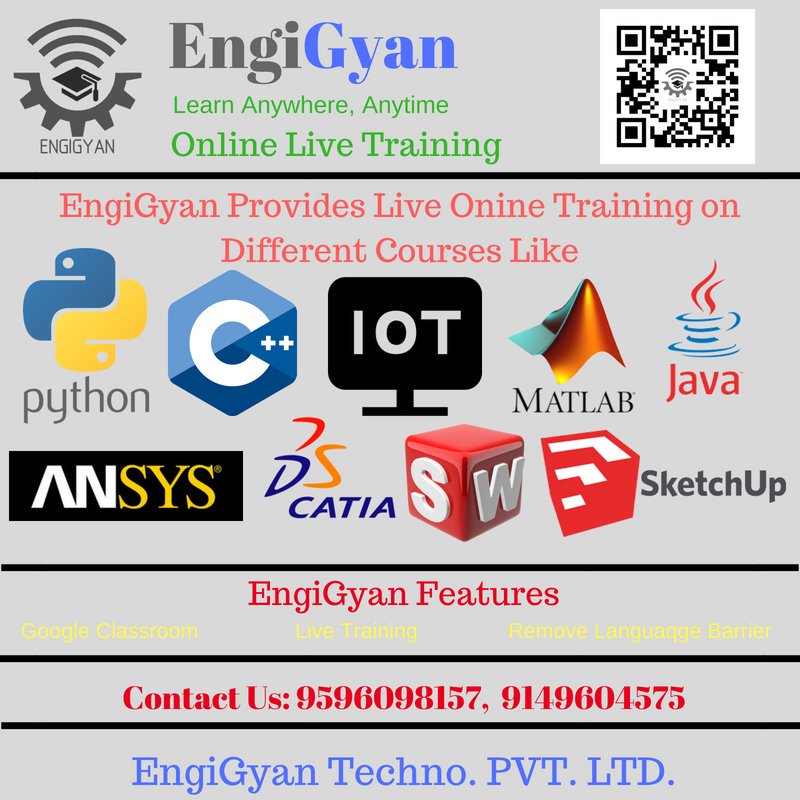 EngiGyan
Learn Anywhere, Anytime
ENGIGYAN
Online Live Training
EngiGyan Provides Live Onine Training on
Different Courses Like
python
C++
IOT
MATLAB
Java
ANSYS®
DS CATIA
SW
SketchUp
EngiGyan Features
Google Classroom Live Training Remove Languaqge Barrier
Contact Us: 9596098157, 9149604575
EngiGyan Techno. PVT. LTD.